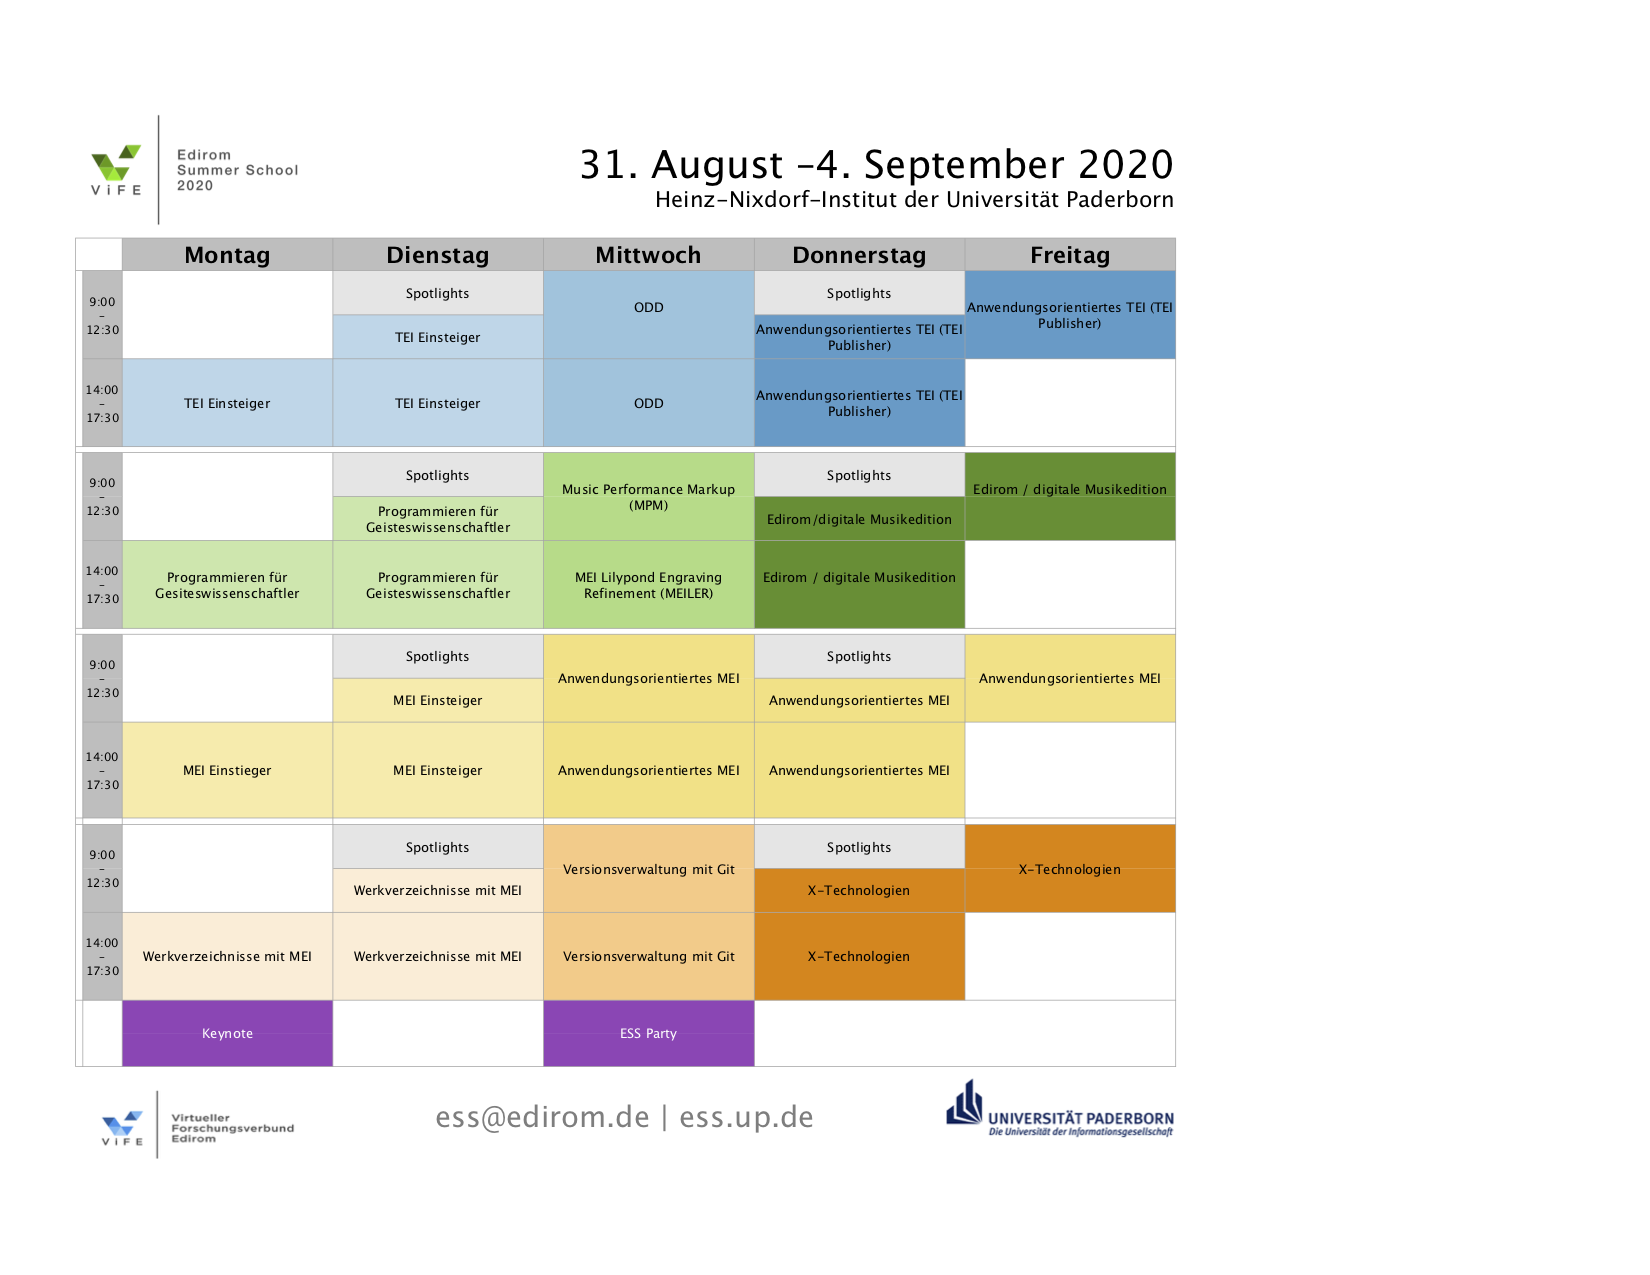 Edirom
Summer School
2020
ViFE
31. August –4. September 2020
Heinz-Nixdorf-Institut der Universität Paderborn
Montag Dienstag Mittwoch Donnerstag Freitag
9:00
–
12:30
Spotlights
TEI Einsteiger
ODD
Spotlights
Anwendungsorientiertes TEI (TEI
Publisher)
Anwendungsorientiertes TEI (TEI
Publisher)
14:00
–
17:30
TEI Einsteiger
TEI Einsteiger
ODD
Anwendungsorientiertes TEI (TEI
Publisher)
9:00
–
12:30
Spotlights
Programmieren für
Geisteswissenschaftler
Music Performance Markup
(MPM)
Spotlights
Edirom/digitale Musikedition
Edirom / digitale Musikedition
14:00
–
17:30
Programmieren für
Gesiteswissenschaftler
Programmieren für
Geisteswissenschaftler
MEI Lilypond Engraving
Refinement (MEILER)
Edirom / digitale Musikedition
9:00
–
12:30
Spotlights
MEI Einsteiger
Anwendungsorientiertes MEI
Spotlights
Anwendungsorientiertes MEI
Anwendungsorientiertes MEI
14:00
–
17:30
MEI Einstieger
MEI Einsteiger
Anwendungsorientiertes MEI
Anwendungsorientiertes MEI
9:00
–
12:30
Spotlights
Werkverzeichnisse mit MEI
Versionsverwaltung mit Git
Spotlights
X-Technologien
X-Technologien
14:00
–
17:30
Werkverzeichnisse mit MEI
Werkverzeichnisse mit MEI
Versionsverwaltung mit Git
X-Technologien
Keynote
ESS Party
ViFE
Virtueller
Forschungsverbund
Edirom
ess@edirom.de | ess.up.de
UNIVERSITÄT PADERBORN
Die Universität der Informationsgesellschaft